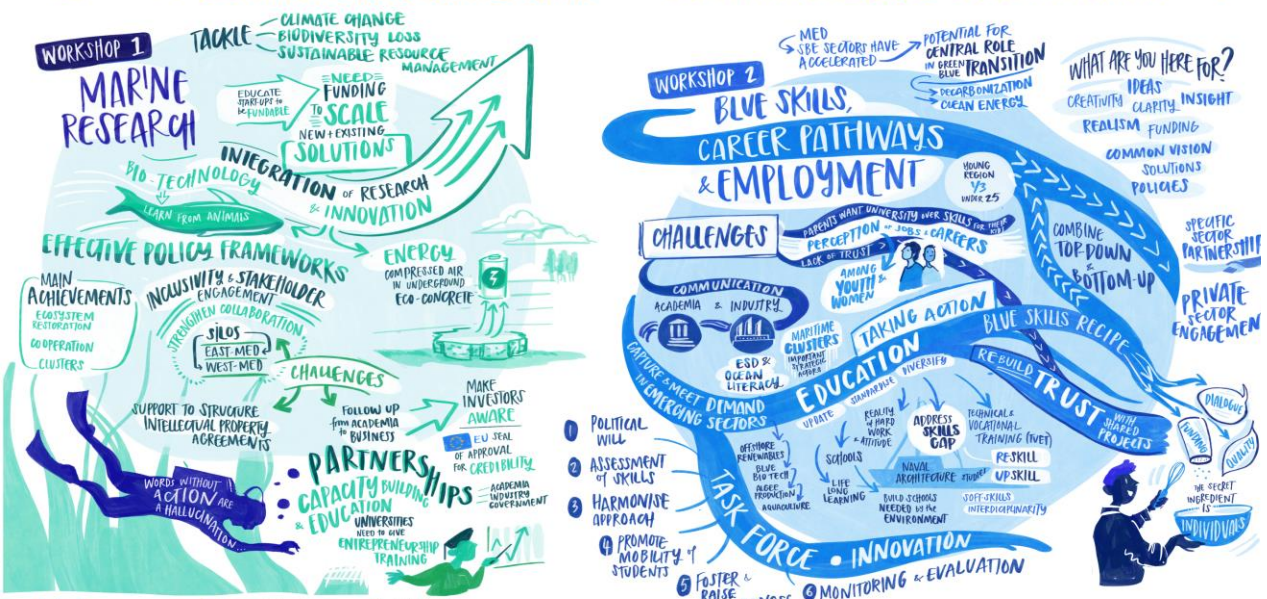 WORKSHOP 1
MARINE
RESEARCH
TACKLE
CLIMATE CHANGE
BIODIVERSITY LOSS
SUSTAINABLE RESOURCE
MANAGEMENT
EDUCATE
START-UPS to
be FUNDABLE
NEED
FUNDING
TO SCALE
NEW + EXISTING
SOLUTIONS
INTEGRATION OF RESEARCH
& INNOVATION
BIO-TECHNOLOGY
LEARN FROM ANIMALS
EFFECTIVE POLICY FRAMEWORKS
ENERGY
COMPRESSED AIR
IN UNDERGROUND
ECO-CONCRETE
MAIN
ACHIEVEMENTS
ECOSYSTEM
RESTORATION
COOPERATION
CLUSTERS
INCLUSIVITY & STAKEHOLDER
ENGAGEMENT
STRENGTHEN COLLABORATION
SILOS
EAST-MED
WEST-MED
CHALLENGES
SUPPORT TO STRUCTURE
INTELLECTUAL PROPERTY
AGREEMENTS
FOLLOW UP
from ACADEMIA
to BUSINESS
MAKE
INVESTORS
AWARE
EU SEAL
OF APPROVAL
FOR CREDIBILITY
PARTNERSHIPS
ACADEMIA
INDUSTRY
GOVERNMENT
CAPACITY BUILDING
& EDUCATION
UNIVERSITIES
NEED to GIVE
ENTREPRENEURSHIP
TRAINING
WORDS WITHOUT
ACTION ARE
A HALLUCINATION
WORKSHOP 2
BLUE SKILLS,
CAREER PATHWAYS
& EMPLOYMENT
MED
SBE SECTORS HAVE
ACCELERATED
POTENTIAL FOR
CENTRAL ROLE
IN GREEN
BLUE TRANSITION
DECARBONIZATION
CLEAN ENERGY
WHAT ARE YOU HERE FOR?
IDEAS
CREATIVITY CLARITY INSIGHT
REALISM FUNDING
COMMON VISION
SOLUTIONS
POLICIES
YOUNG
REGION
1/3
UNDER 25
CHALLENGES
PARENTS WANT UNIVERSITY OVER SKILLS FOR THEIR
PERCEPTION OF JOBS & CAREERS
LACK OF TRUST
AMONG
YOUTH &
WOMEN
COMMUNICATION
ACADEMIA & INDUSTRY
COMBINE
TOP DOWN
&
BOTTOM-UP
SPECIFIC
SECTOR
PARTNERSHIP
PRIVATE
SECTOR
ENGAGEMEN
TAKING ACTION
EDUCATION
BLUE SKILLS RECIPE
MARITIME
CLUSTERS
IMPORTANT
STRATEGIC
ACTORS
ESD &
OCEAN
LITERACY
CAPTURE & MEET DEMAND
IN EMERGING SECTORS
OFFSHORE
RENEWABLES
BLUE
BIO TECH
ALGEE
PRODUCTION
AQUACULTURE
UPDATE STANDARDIZE DIVERSIFY
SCHOOLS
LIFE
LONG
LEARNING
REALITY
OF HARD
WORK
& ATTITUDE
ADDRESS
SKILLS
GAP
TECHNICAL &
VOCATIONAL
TRAINING (TVET)
RESKILL
UPSKILL
SOFT SKILLS
INTERDISCIPLINARITY
NAVAL
ARCHITECTURE STUDIES
BUILD SCHOOLS
NEEDED by the
ENVIRONMENT
RE-BUILD TRUST
WITH
SHARED
PROJECTS
TASK FORCE • INNOVATION
1 POLITICAL
WILL
2 ASSESSMENT
of SKILLS
3 HARMONISE
APPROACH
4 PROMOTE
MOBILITY of
STUDENTS
5 FOSTER &
RAISE
6 MONITORING & EVALUATION
DIALOGUE
FUNDING
QUALITY
THE SECRET
INGREDIENT
IS
INDIVIDUALS